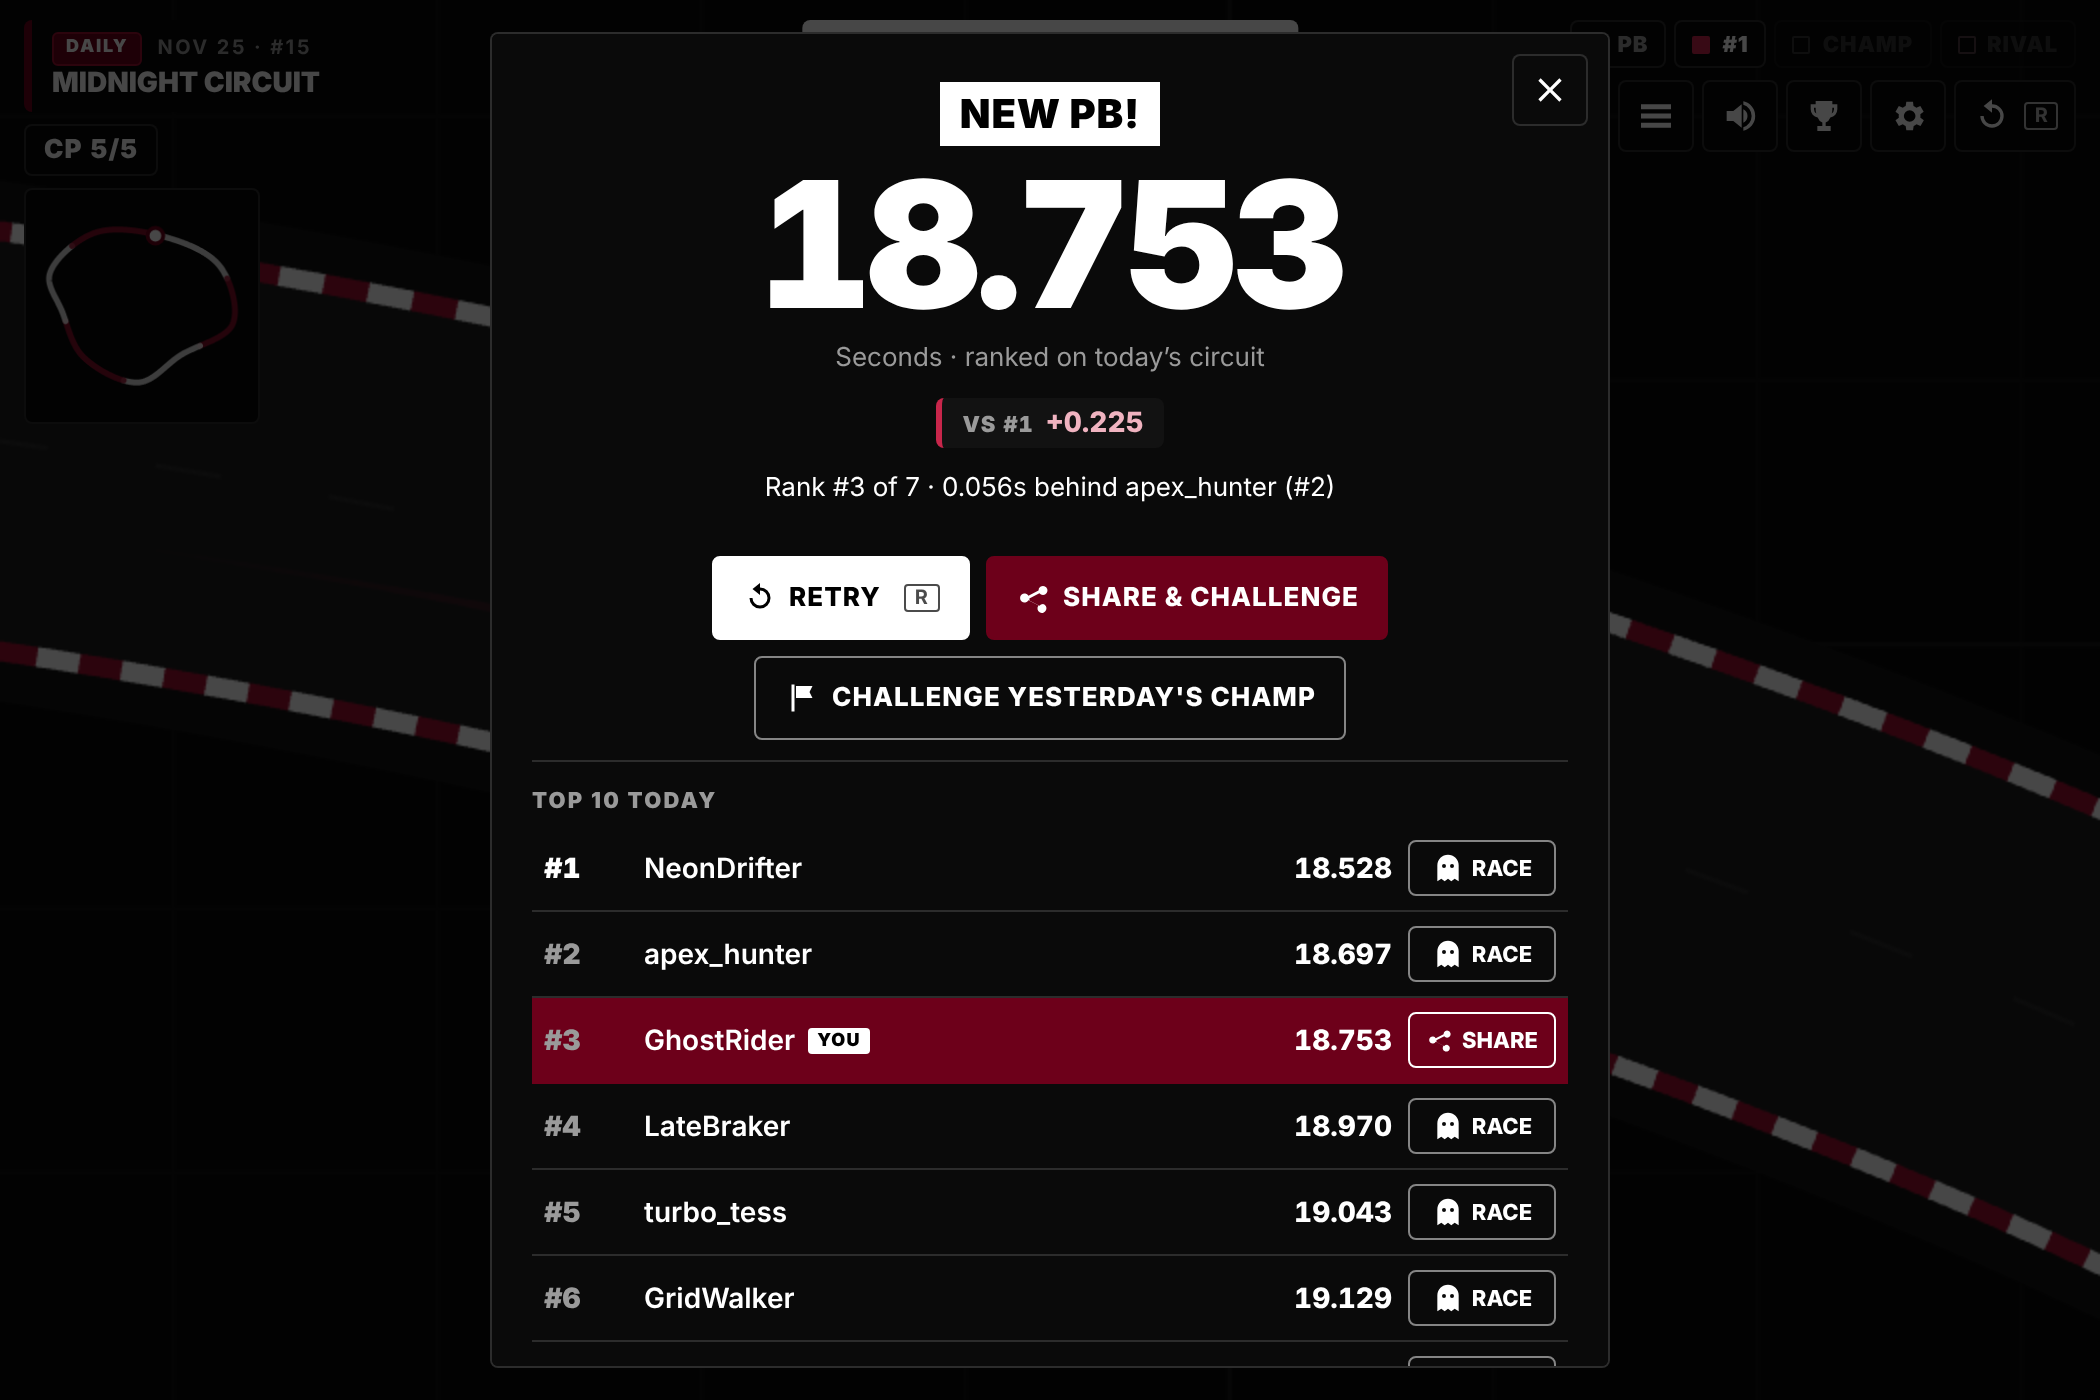 DAILY NOV 25 · #15
MIDNIGHT CIRCUIT
CP 5/5
PB #1 CHAMP RIVAL
R
NEW PB!
18.753
Seconds · ranked on today’s circuit
VS #1 +0.225
Rank #3 of 7 · 0.056s behind apex_hunter (#2)
RETRY R SHARE & CHALLENGE
CHALLENGE YESTERDAY'S CHAMP
TOP 10 TODAY
#1 NeonDrifter 18.528 RACE
#2 apex_hunter 18.697 RACE
#3 GhostRider YOU 18.753 SHARE
#4 LateBraker 18.970 RACE
#5 turbo_tess 19.043 RACE
#6 GridWalker 19.129 RACE